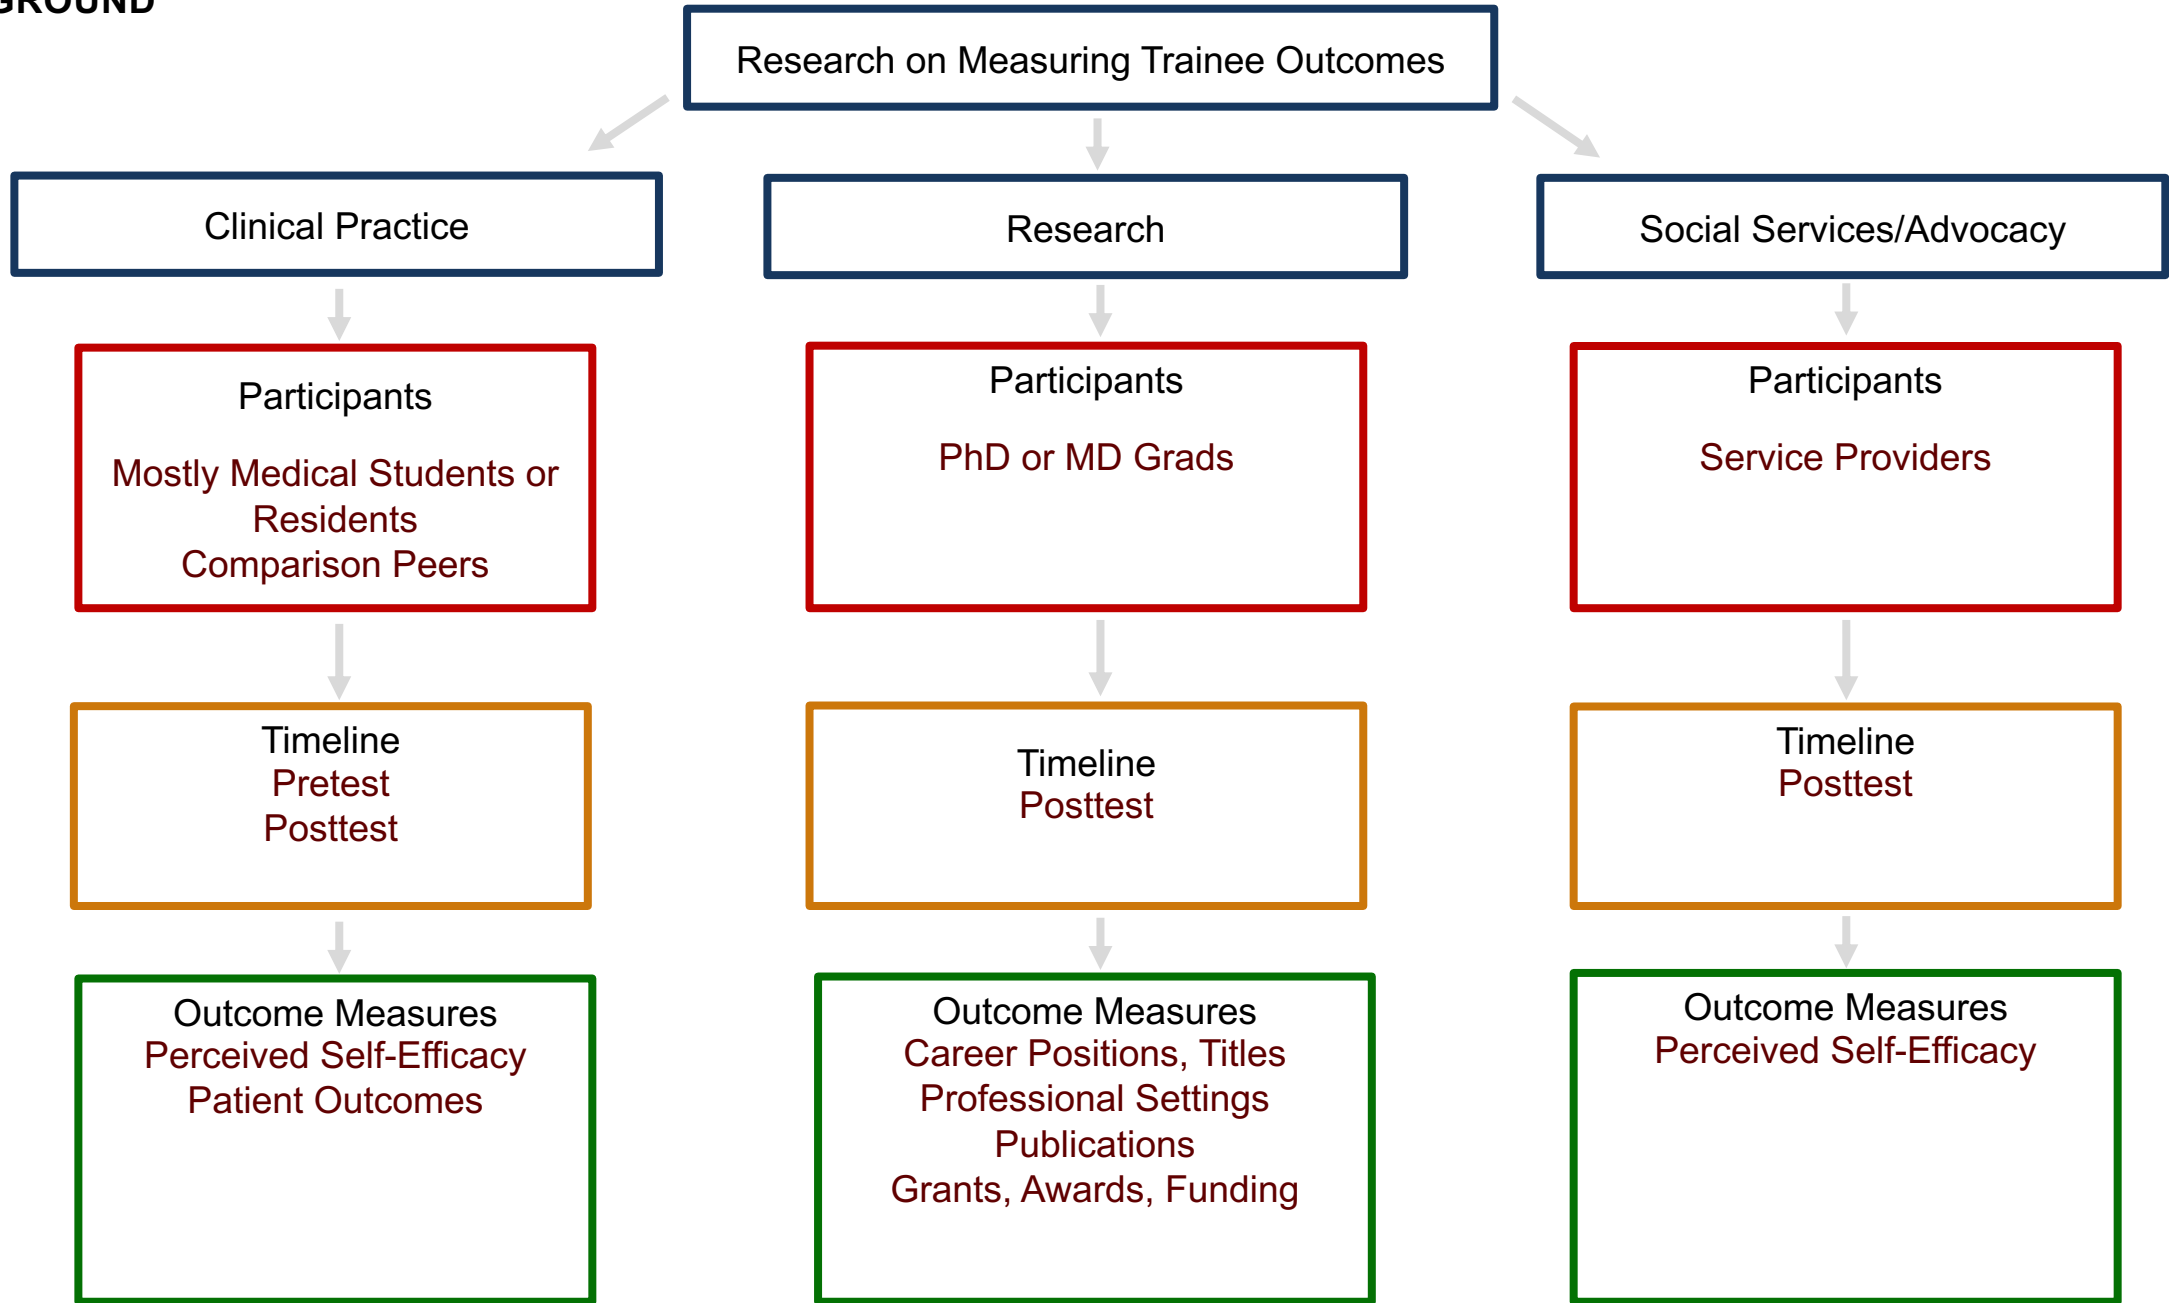 Research on Measuring Trainee Outcomes
Clinical Practice
Research
Social Services/Advocacy
Participants
Mostly Medical Students or
Residents
Comparison Peers
Participants
PhD or MD Grads
Participants
Service Providers
Timeline
Pretest
Posttest
Timeline
Posttest
Timeline
Posttest
Outcome Measures
Perceived Self-Efficacy
Patient Outcomes
Outcome Measures
Career Positions, Titles
Professional Settings
Publications
Grants, Awards, Funding
Outcome Measures
Perceived Self-Efficacy